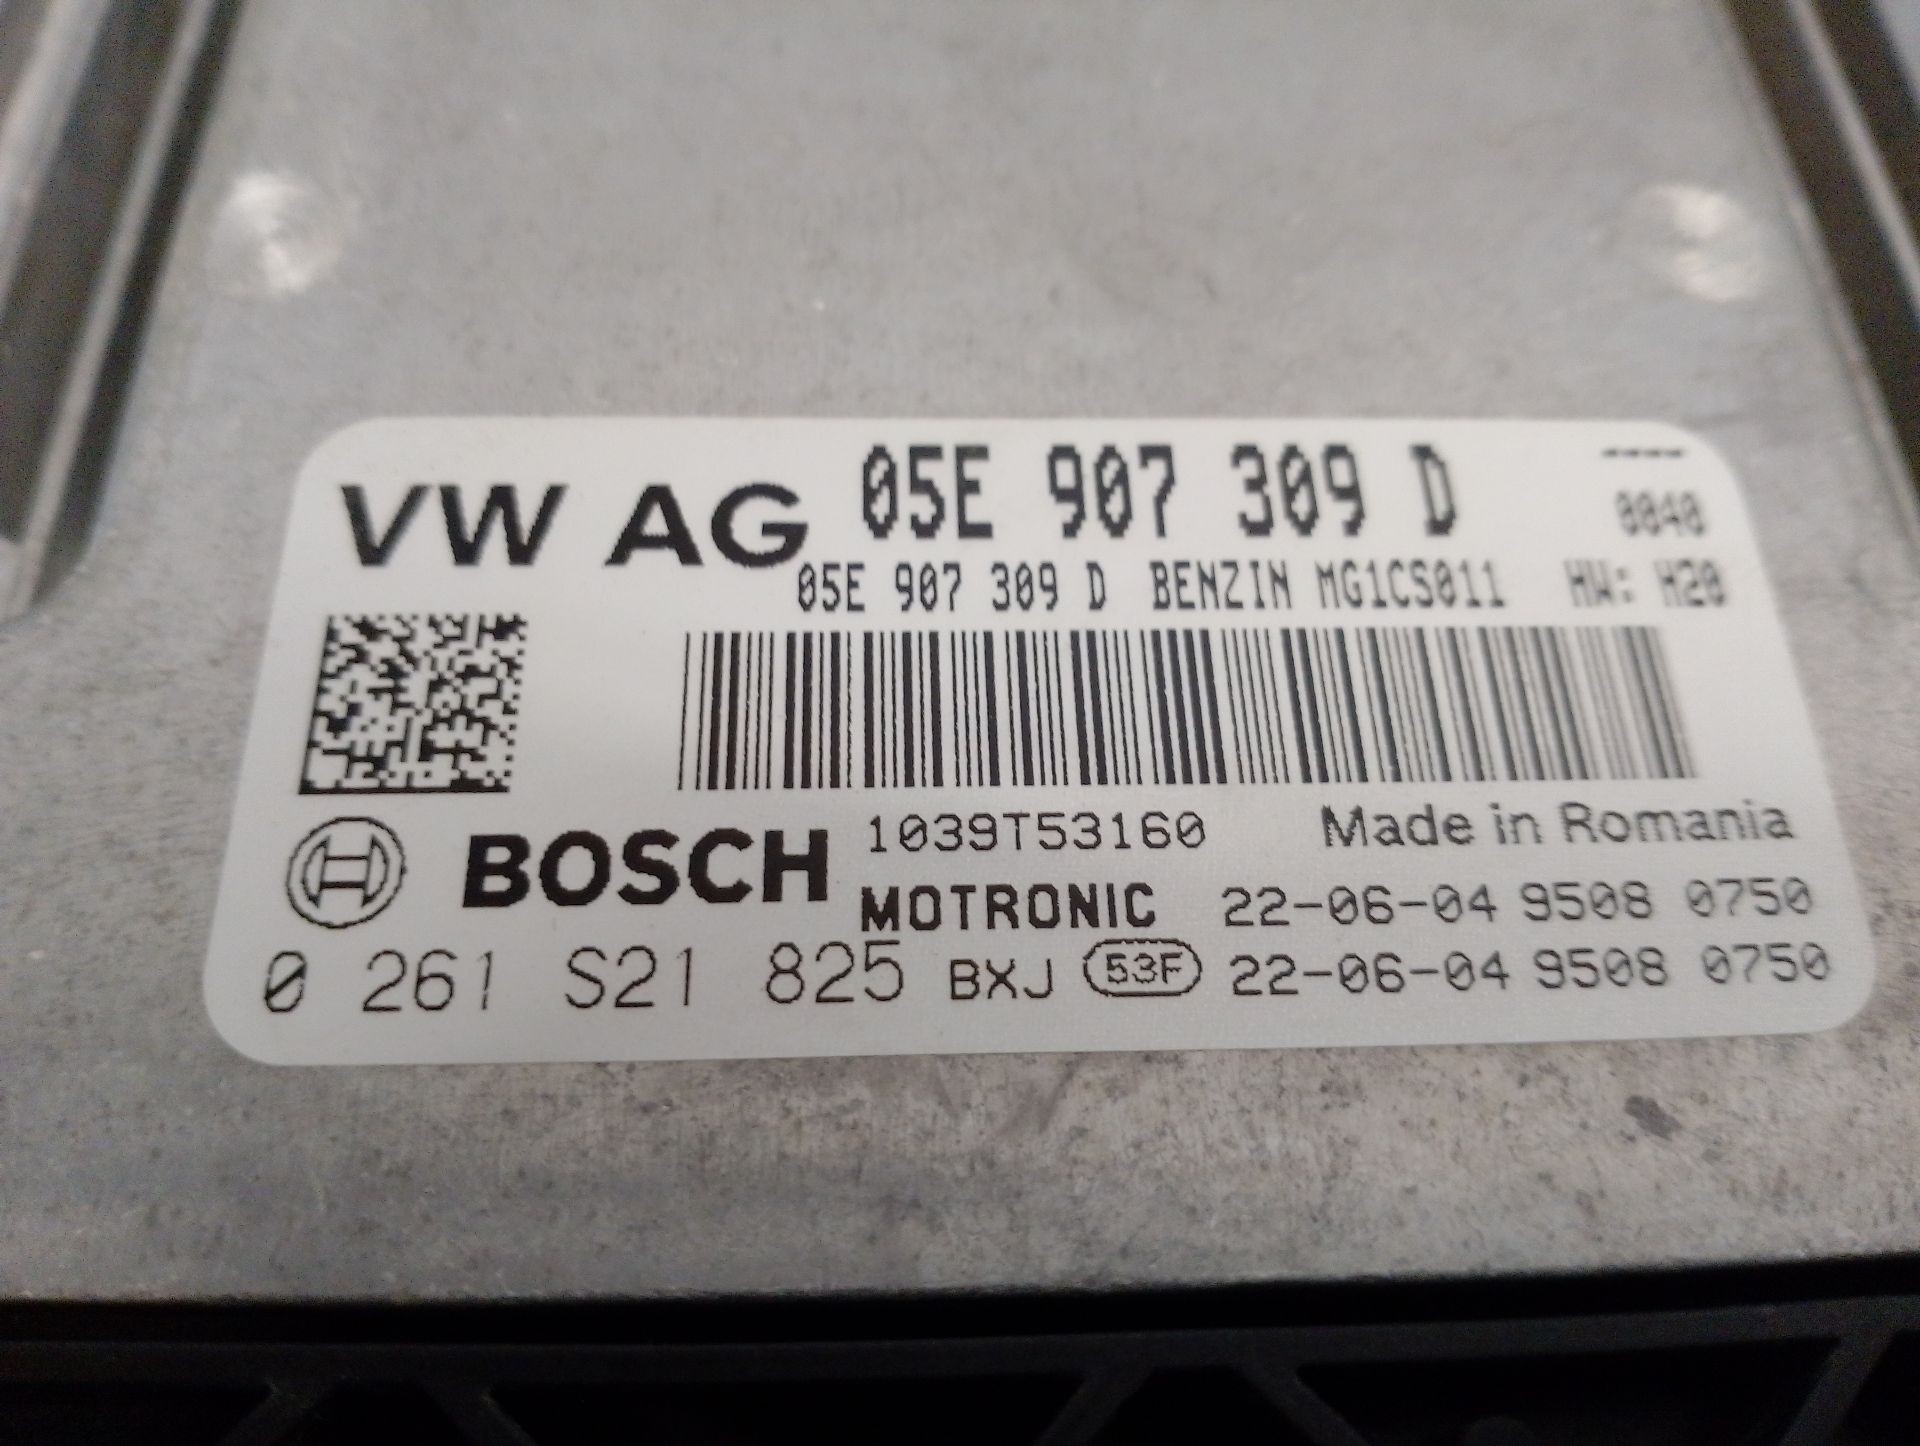 VW AG 05E 907 309 D ----
0040
05E 907 309 D BENZIN MG1CS011 HW: H20
BOSCH 1039T53160 Made in Romania
MOTRONIC 22-06-04 9508 0750
0 261 S21 825 BXJ 53F 22-06-04 9508 0750